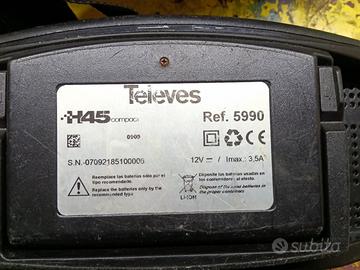 Televes
H45 compact
Ref. 5990
0909
S.N.-07092185100006
12V / Imax.: 3,5A
Reemplace las baterías sólo por el
tipo recomendado.
Replace the batteries only by the
recommended type
Li-ION
Deposite las baterías usadas en los
contenedores al efecto.
Dispose of the used batteries in
the proper containers
subito